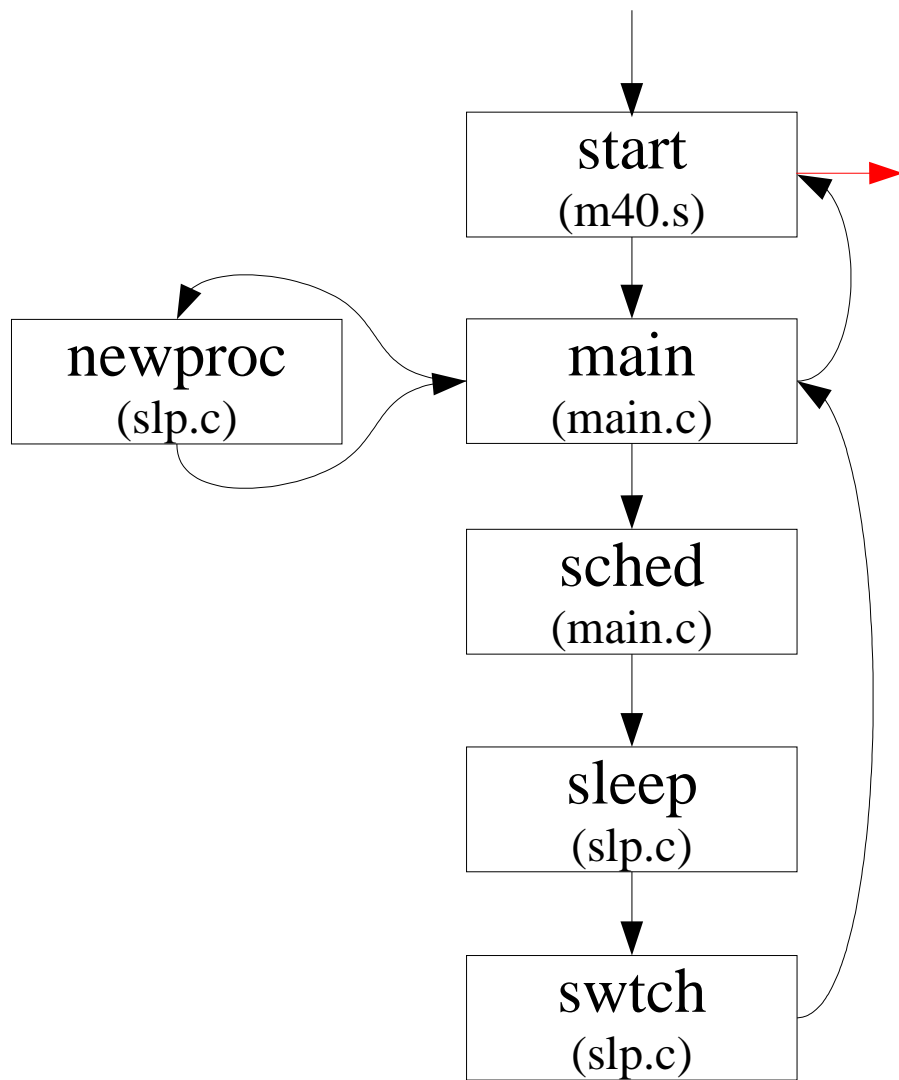 start
(m40.s)
newproc
(slp.c)
main
(main.c)
sched
(main.c)
sleep
(slp.c)
swtch
(slp.c)